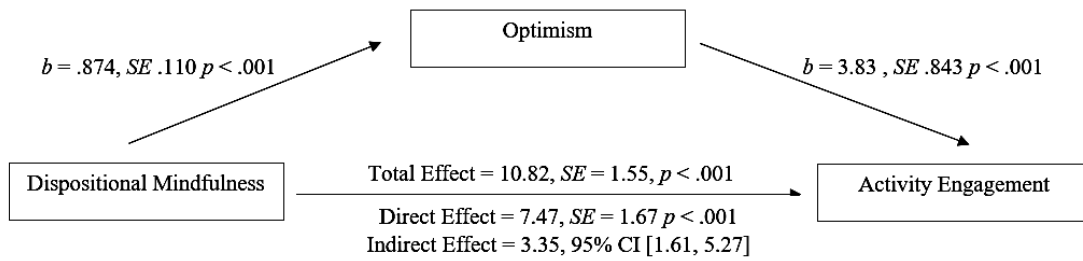 Optimism
b = .874, SE .110 p < .001
b = 3.83 , SE .843 p < .001
Dispositional Mindfulness
Total Effect = 10.82, SE = 1.55, p < .001
Activity Engagement
Direct Effect = 7.47, SE = 1.67 p < .001
Indirect Effect = 3.35, 95% CI [1.61, 5.27]